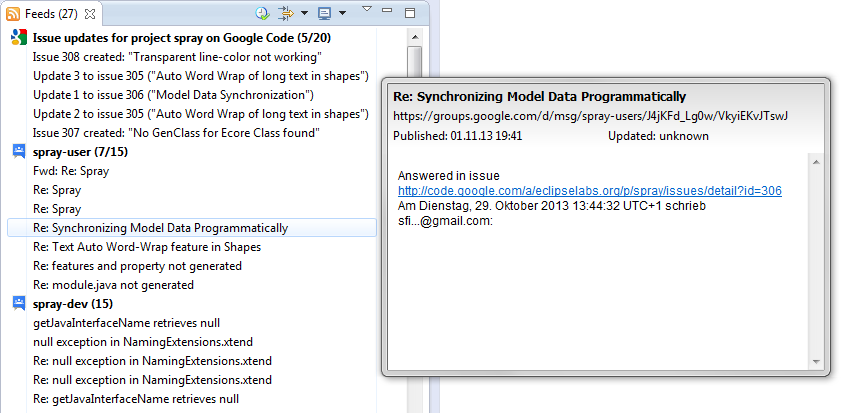 Feeds (27)
Issue updates for project spray on Google Code (5/20)
Issue 308 created: "Transparent line-color not working"
Update 3 to issue 305 ("Auto Word Wrap of long text in shapes")
Update 1 to issue 306 ("Model Data Synchronization")
Update 2 to issue 305 ("Auto Word Wrap of long text in shapes")
Issue 307 created: "No GenClass for Ecore Class found"
spray-user (7/15)
Fwd: Re: Spray
Re: Spray
Re: Spray
Re: Synchronizing Model Data Programmatically
Re: Text Auto Word-Wrap feature in Shapes
Re: features and property not generated
Re: module.java not generated
spray-dev (15)
getJavaInterfaceName retrieves null
null exception in NamingExtensions.xtend
Re: null exception in NamingExtensions.xtend
Re: null exception in NamingExtensions.xtend
Re: getJavaInterfaceName retrieves null
Re: Synchronizing Model Data Programmatically
https://groups.google.com/d/msg/spray-users/J4jKFd_Lg0w/VkyiEKvJTswJ
Published: 01.11.13 19:41 Updated: unknown
Answered in issue
http://code.google.com/a/eclipselabs.org/p/spray/issues/detail?id=306
Am Dienstag, 29. Oktober 2013 13:44:32 UTC+1 schrieb
sfi...@gmail.com: